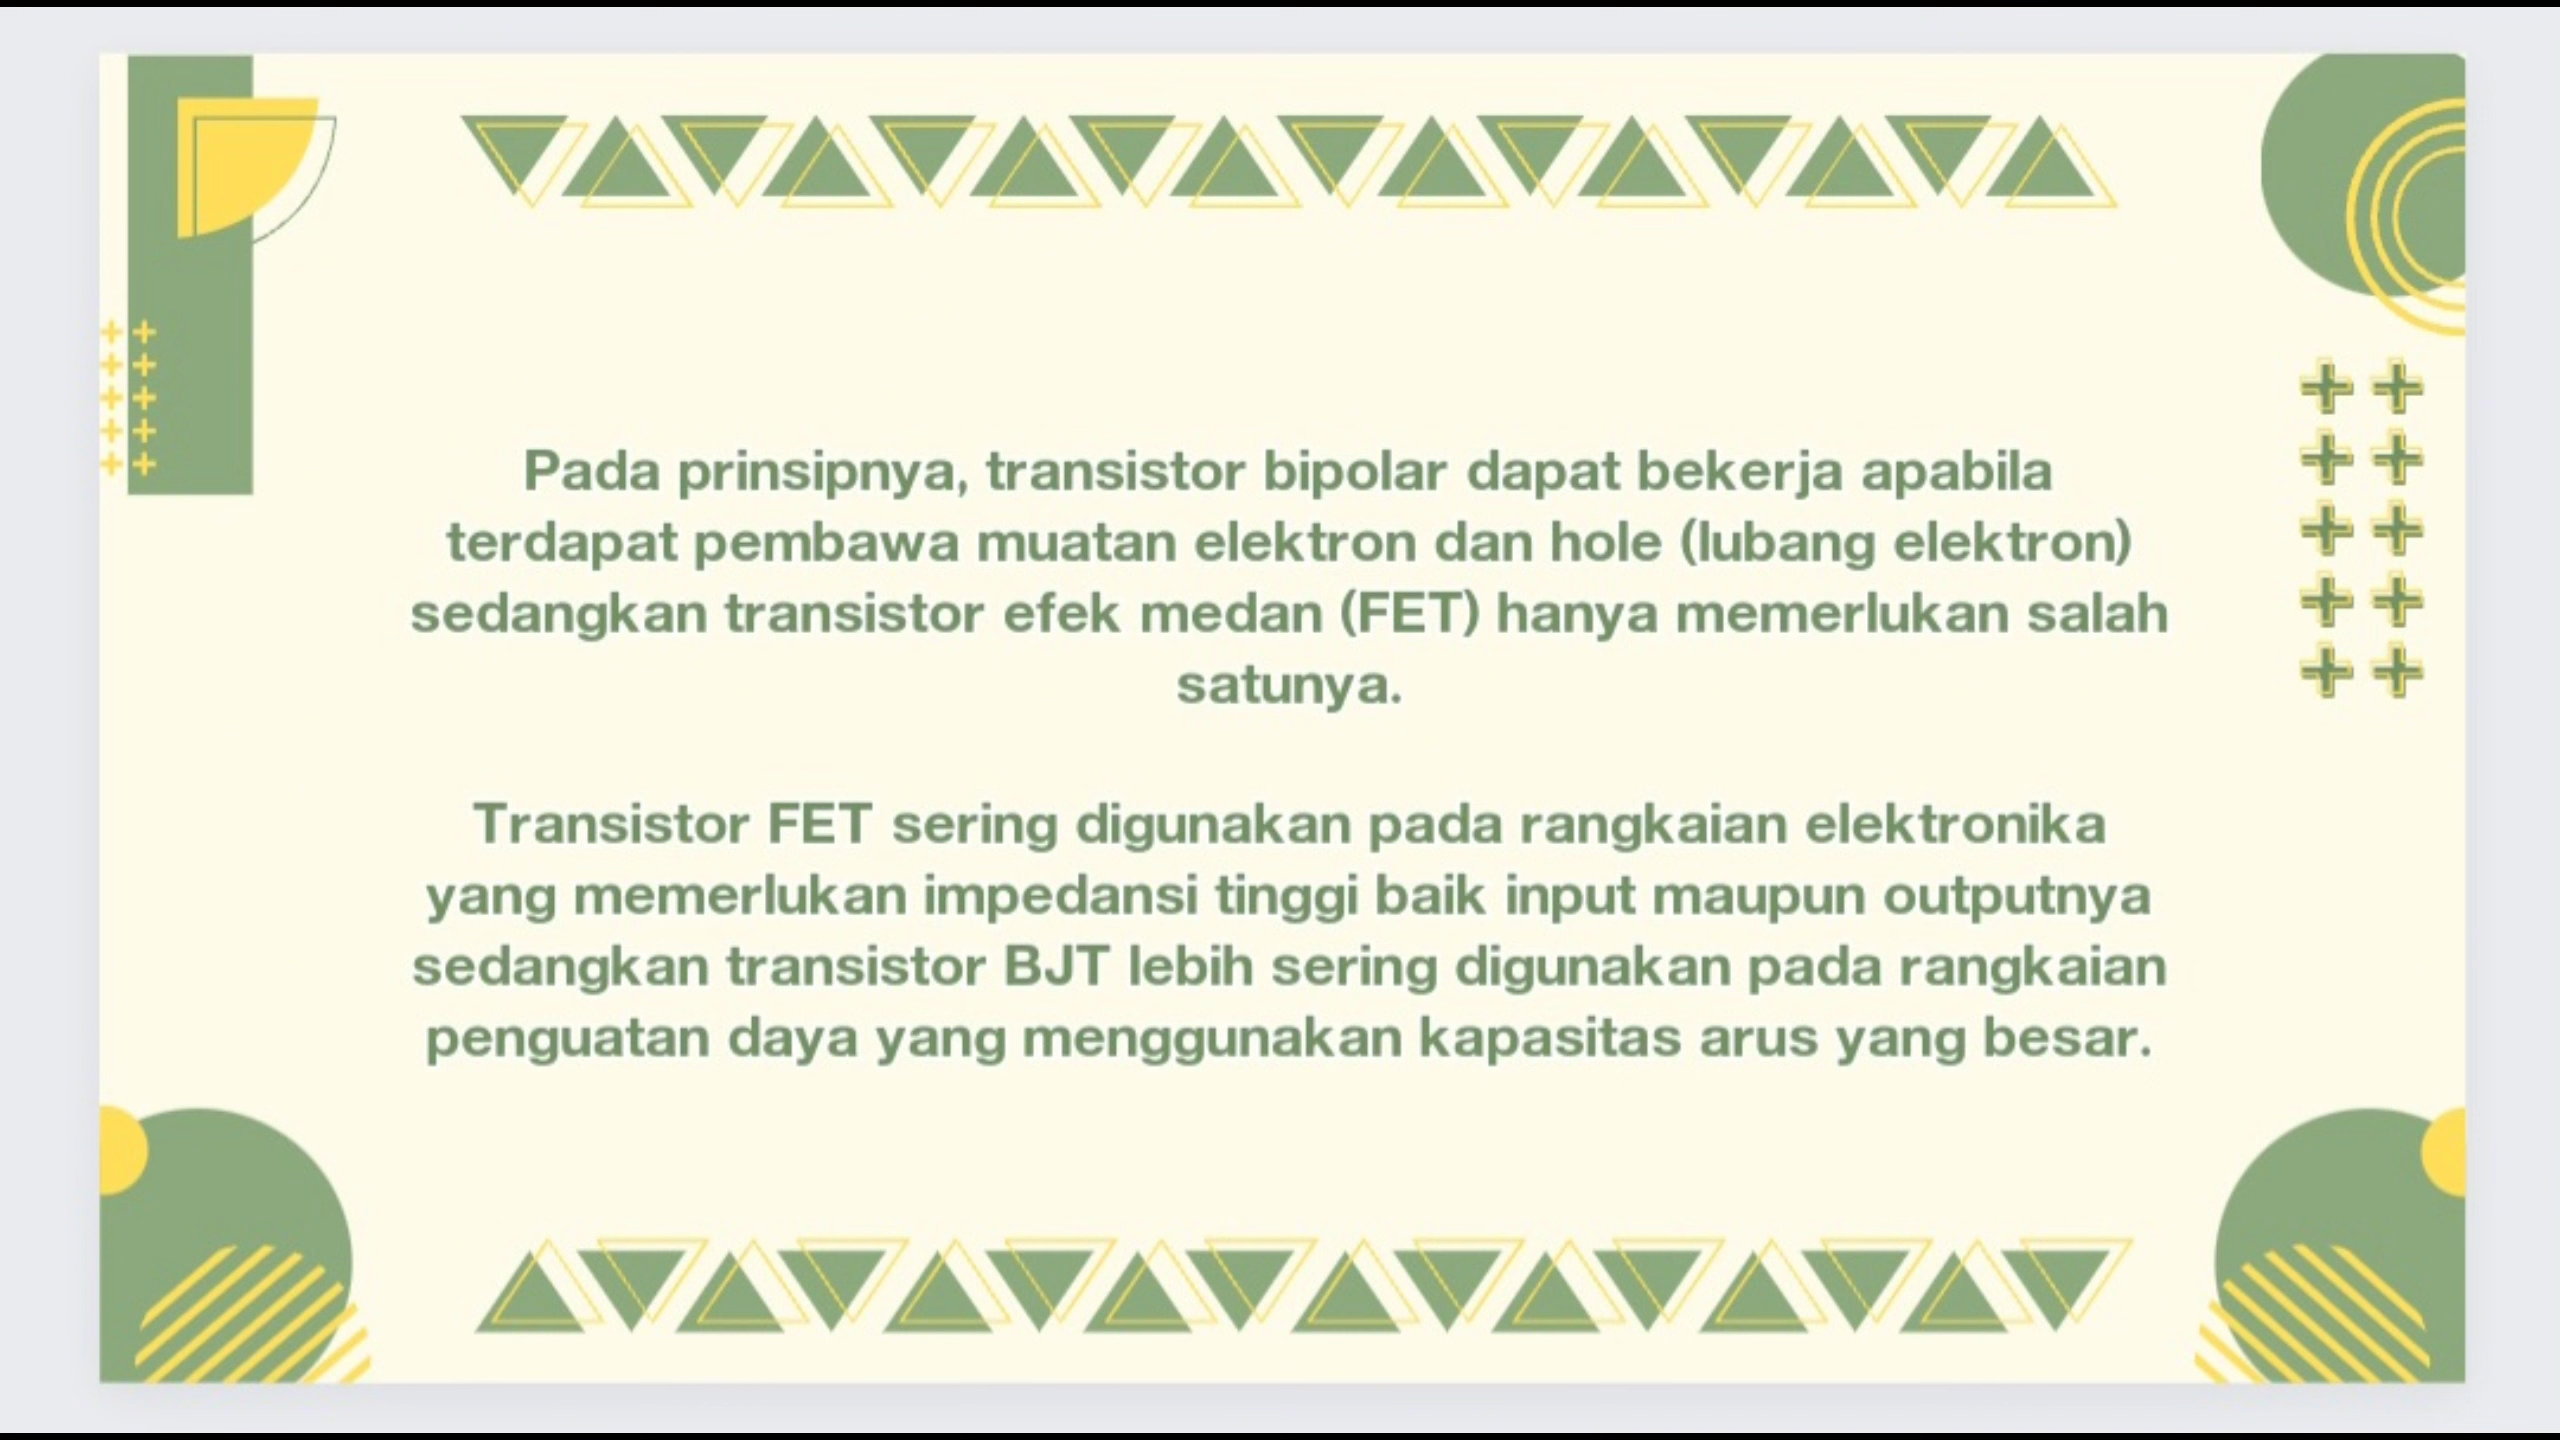 Pada prinsipnya, transistor bipolar dapat bekerja apabila
terdapat pembawa muatan elektron dan hole (lubang elektron)
sedangkan transistor efek medan (FET) hanya memerlukan salah
satunya.
Transistor FET sering digunakan pada rangkaian elektronika
yang memerlukan impedansi tinggi baik input maupun outputnya
sedangkan transistor BJT lebih sering digunakan pada rangkaian
penguatan daya yang menggunakan kapasitas arus yang besar.